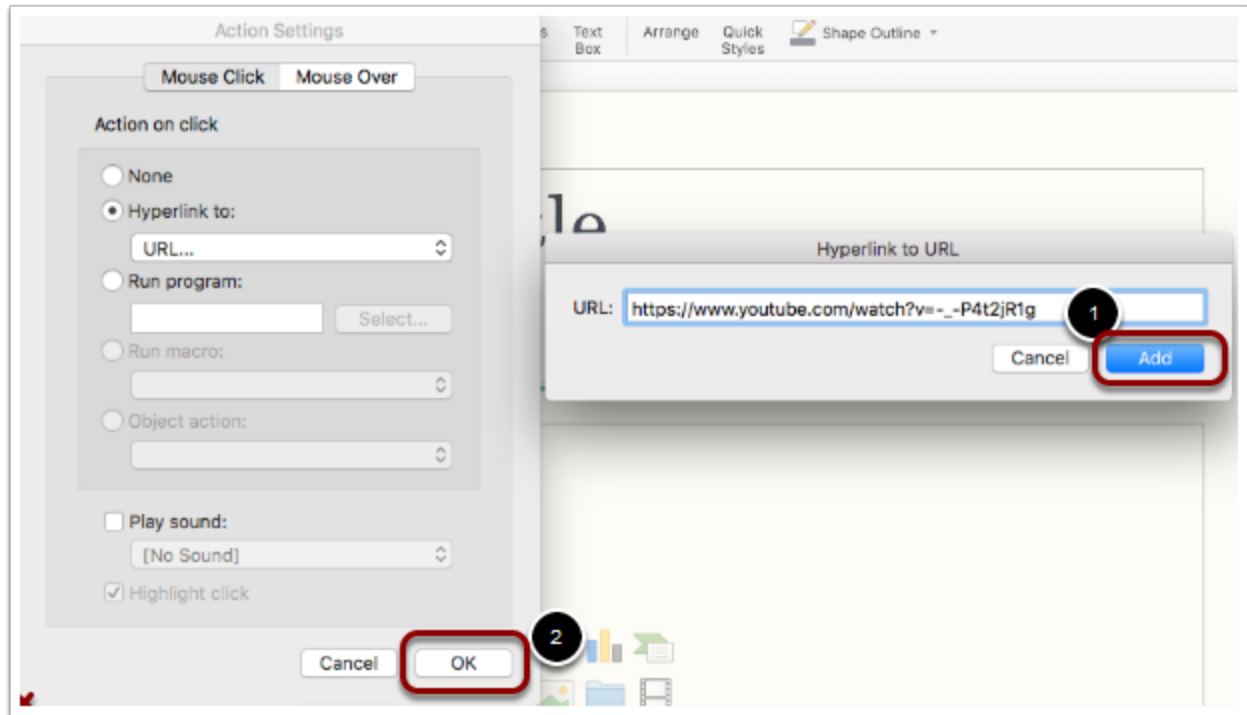 Action Settings
Mouse Click Mouse Over
Action on click
None
Hyperlink to:
URL...
Run program:
Select...
Run macro:
Object action:
Play sound:
[No Sound]
Highlight click
Cancel OK
2
s Text Box
Arrange
Quick Styles
Shape Outline
tle
Hyperlink to URL
URL: https://www.youtube.com/watch?v=-_-P4t2jR1g
1
Cancel Add